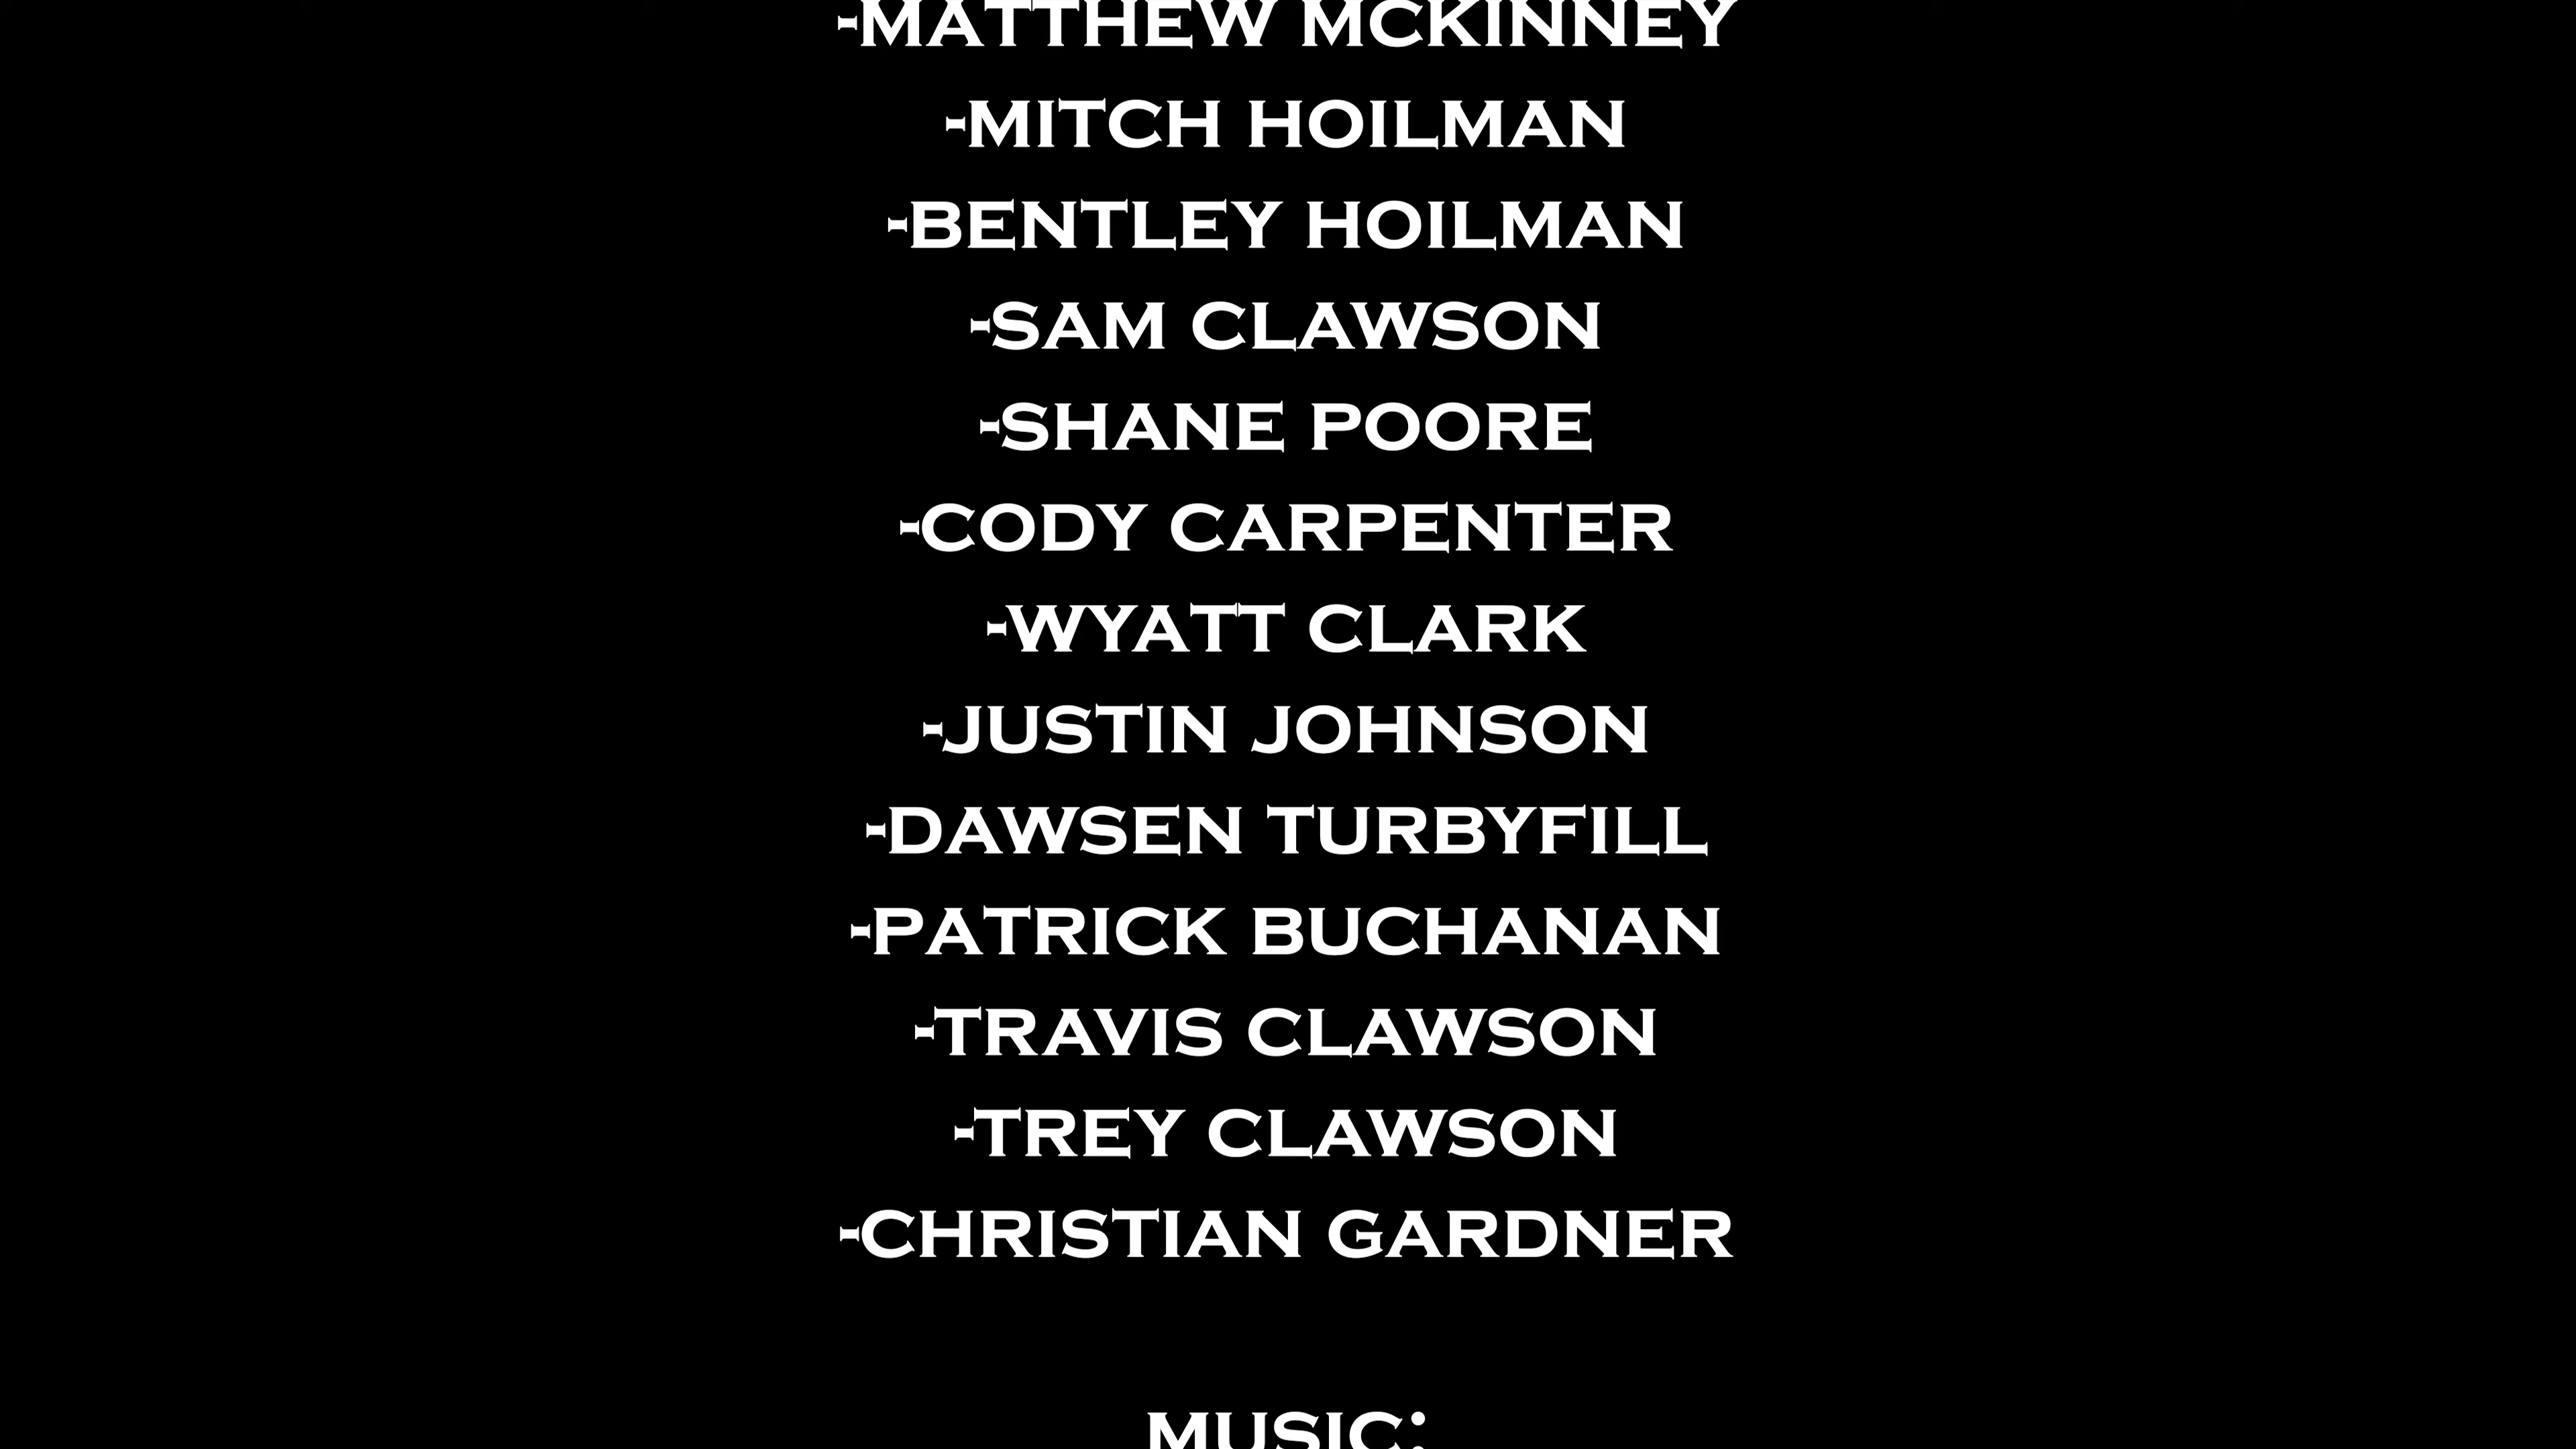 -MATTHEW MCKINNEY
-MITCH HOILMAN
-BENTLEY HOILMAN
-SAM CLAWSON
-SHANE POORE
-CODY CARPENTER
-WYATT CLARK
-JUSTIN JOHNSON
-DAWSEN TURBYFILL
-PATRICK BUCHANAN
-TRAVIS CLAWSON
-TREY CLAWSON
-CHRISTIAN GARDNER
MUSIC: